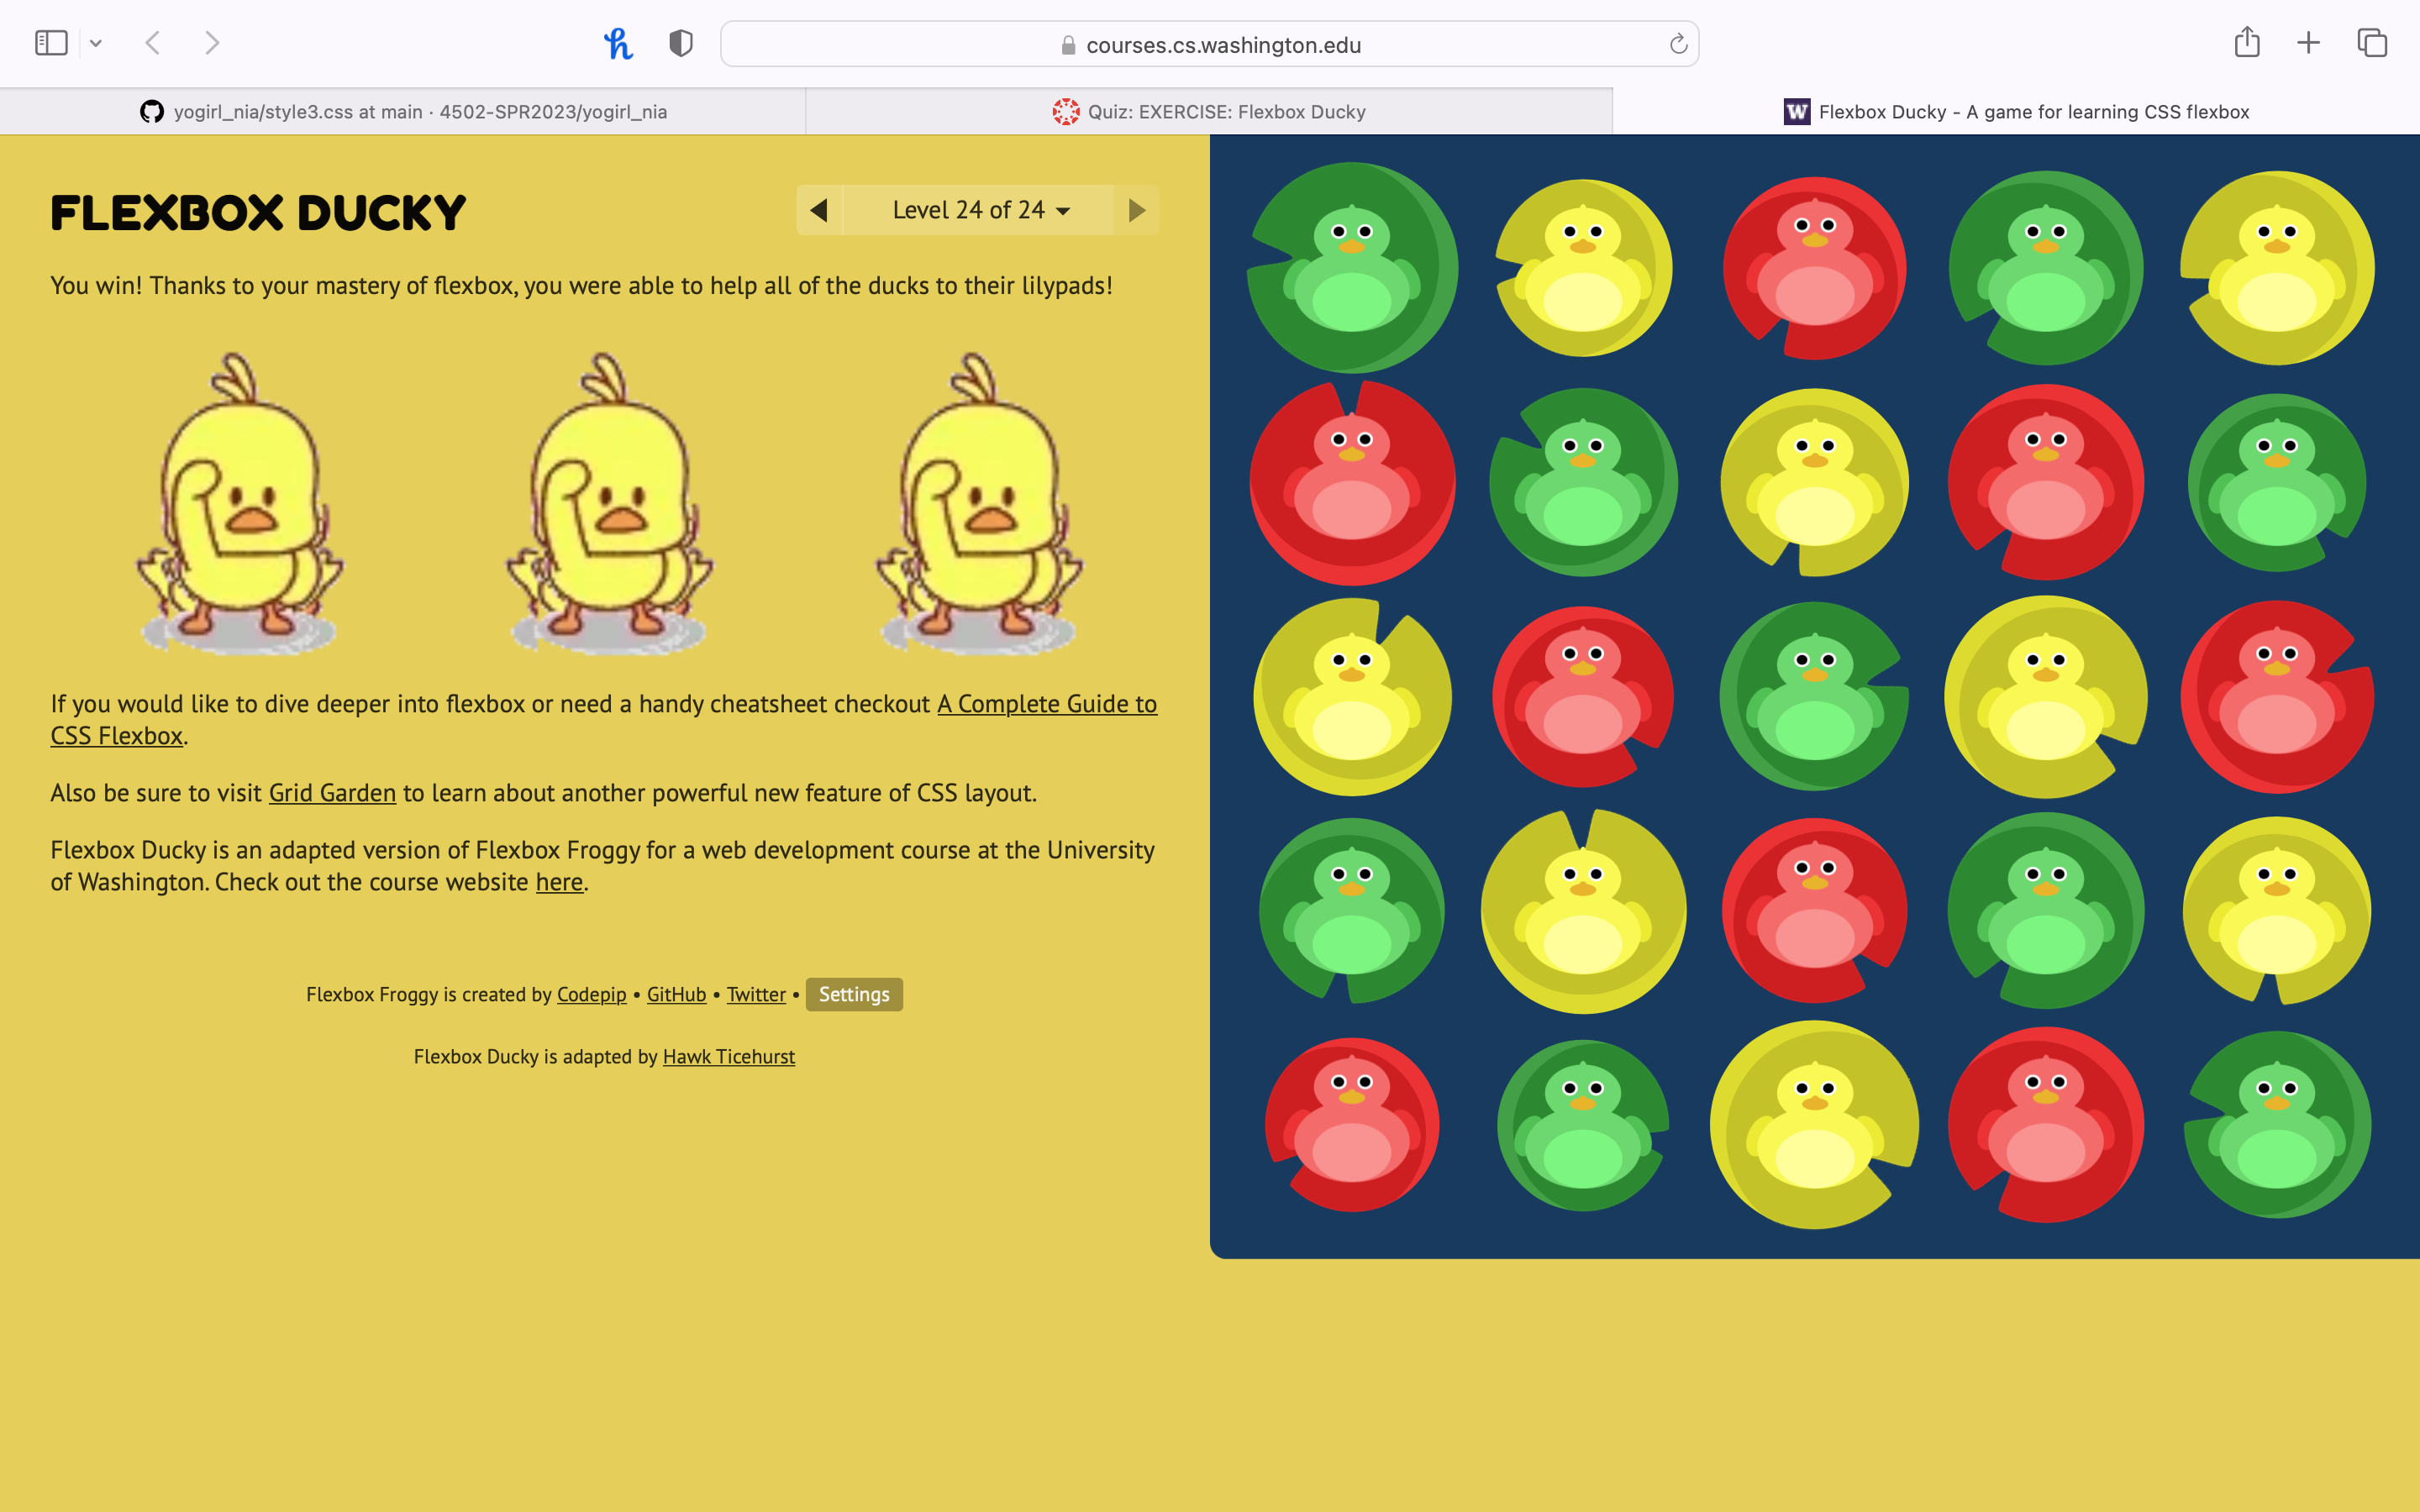 courses.cs.washington.edu
yogirl_nia/style3.css at main · 4502-SPR2023/yogirl_nia
Quiz: EXERCISE: Flexbox Ducky
W Flexbox Ducky - A game for learning CSS flexbox
FLEXBOX DUCKY
Level 24 of 24
You win! Thanks to your mastery of flexbox, you were able to help all of the ducks to their lilypads!
If you would like to dive deeper into flexbox or need a handy cheatsheet checkout A Complete Guide to
CSS Flexbox.
Also be sure to visit Grid Garden to learn about another powerful new feature of CSS layout.
Flexbox Ducky is an adapted version of Flexbox Froggy for a web development course at the University
of Washington. Check out the course website here.
Flexbox Froggy is created by Codepip • GitHub • Twitter • Settings
Flexbox Ducky is adapted by Hawk Ticehurst